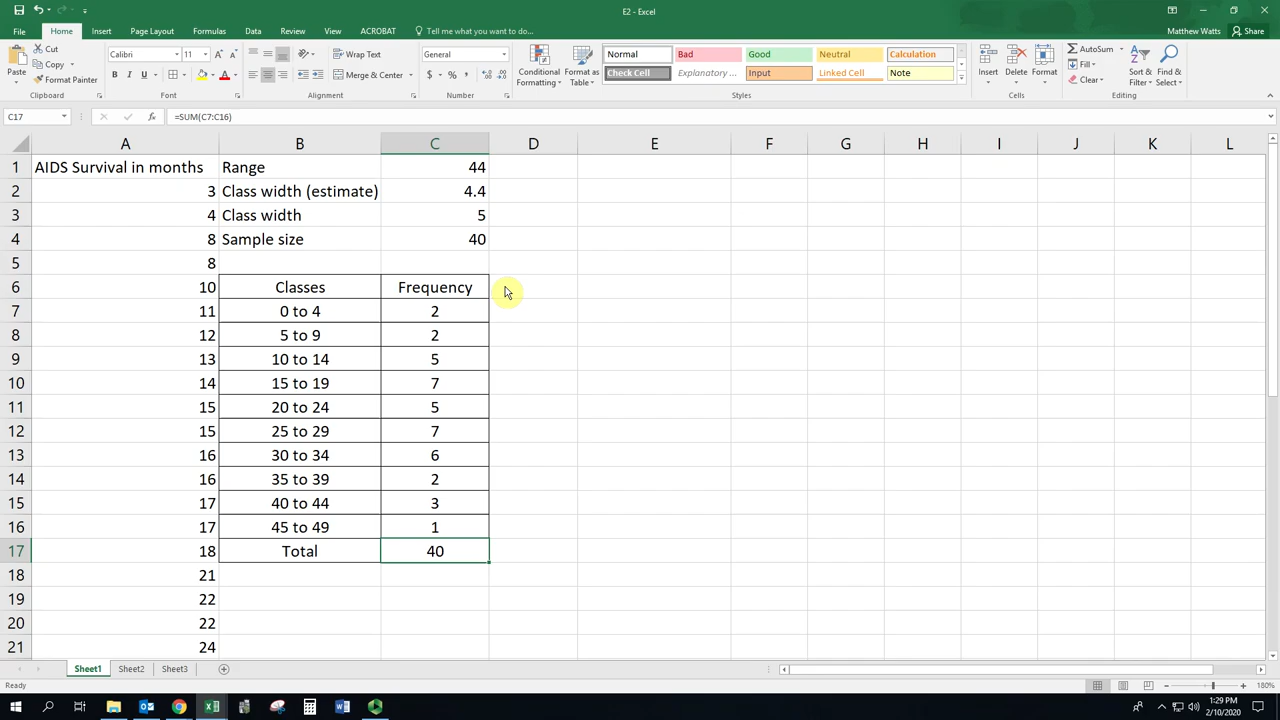 E2 - Excel
Matthew Watts
Share
File Home Insert Page Layout Formulas Data Review View ACROBAT Tell me what you want to do...
Paste
Cut
Copy
Format Painter
Clipboard
Calibri 11
B I U
Font
Wrap Text
Merge & Center
Alignment
General
$ % ,
Number
Conditional Formatting
Format as Table
Normal Bad Good Neutral Calculation
Check Cell Explanatory ... Input Linked Cell Note
Styles
Insert Delete Format
Cells
AutoSum
Fill
Clear
Sort & Filter
Find & Select
Editing
C17 fx =SUM(C7:C16)
A B C D E F G H I J K L
1 AIDS Survival in months Range 44
2 3 Class width (estimate) 4.4
3 4 Class width 5
4 8 Sample size 40
5 8
6 10 Classes Frequency
7 11 0 to 4 2
8 12 5 to 9 2
9 13 10 to 14 5
10 14 15 to 19 7
11 15 20 to 24 5
12 15 25 to 29 7
13 16 30 to 34 6
14 16 35 to 39 2
15 17 40 to 44 3
16 17 45 to 49 1
17 18 Total 40
18 21
19 22
20 22
21 24
Sheet1 Sheet2 Sheet3
Ready
180%
1:29 PM
2/10/2020